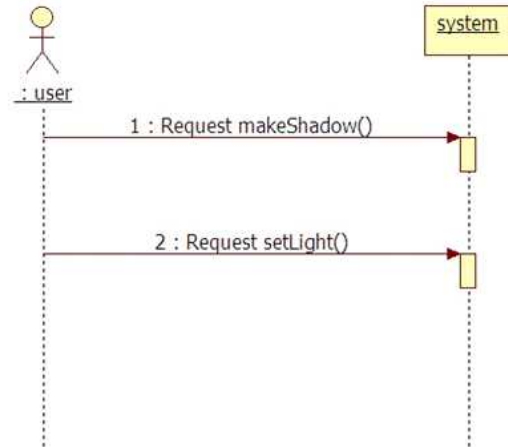 system
: user
1 : Request makeShadow()
2 : Request setLight()